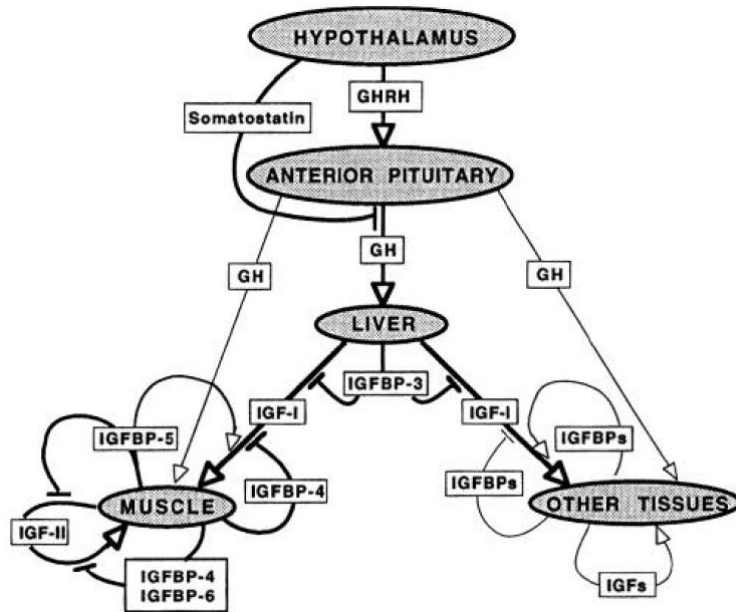 HYPOTHALAMUS
GHRH
Somatostatin
ANTERIOR PITUITARY
GH
GH
GH
LIVER
IGFBP-3
IGF-I
IGF-I
IGFBP-5
IGFBP-4
IGFBPs
IGFBPs
MUSCLE
OTHER TISSUES
IGF-II
IGFBP-4
IGFBP-6
IGFs